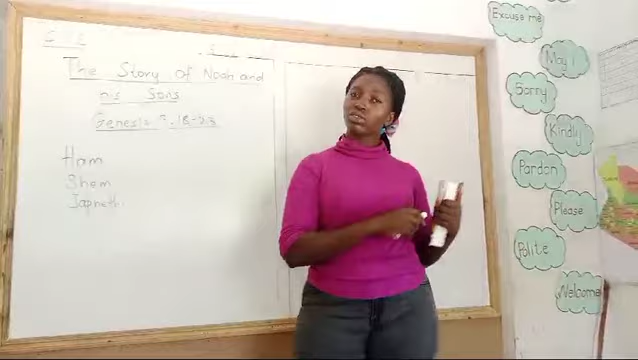 The Story of Noah and
his Sons
Ham
Shem
Japheth
Excuse me
May I
Sorry
Kindly
Pardon
Please
Polite
Welcome